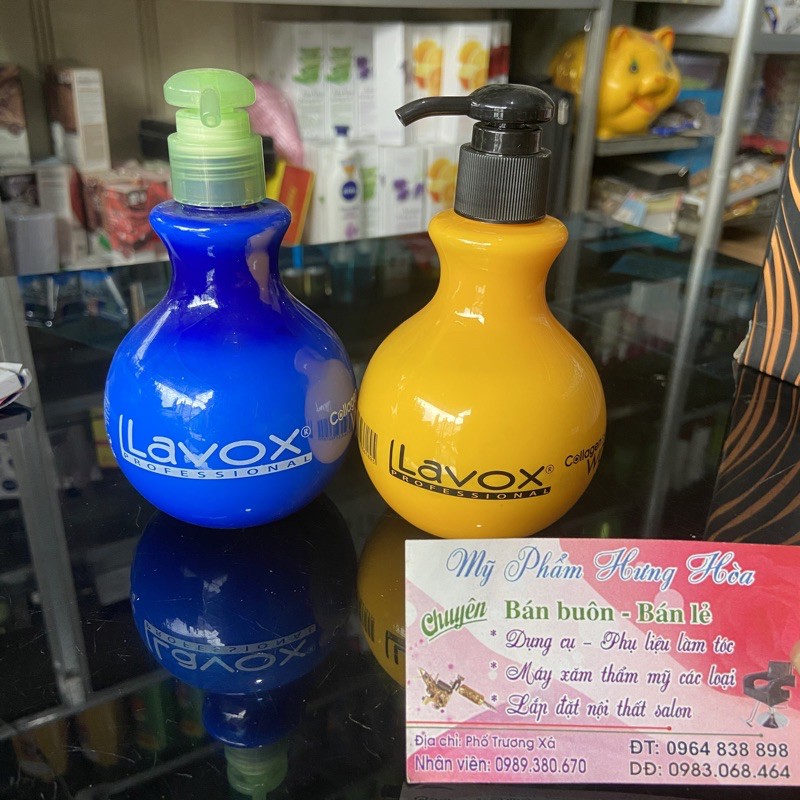 Lavox®
PROFESSIONAL
Collagen
Lavox®
PROFESSIONAL
Collagen
Mỹ Phẩm Hưng Hòa
Chuyên Bán buôn - Bán lẻ
* Dụng cụ - Phụ liệu làm tóc
* Máy xăm thẩm mỹ các loại
* Lắp đặt nội thất salon
Địa chỉ: Phố Trương Xá
ĐT: 0964 838 898
Nhân viên: 0989.380.670
DĐ: 0983.068.464